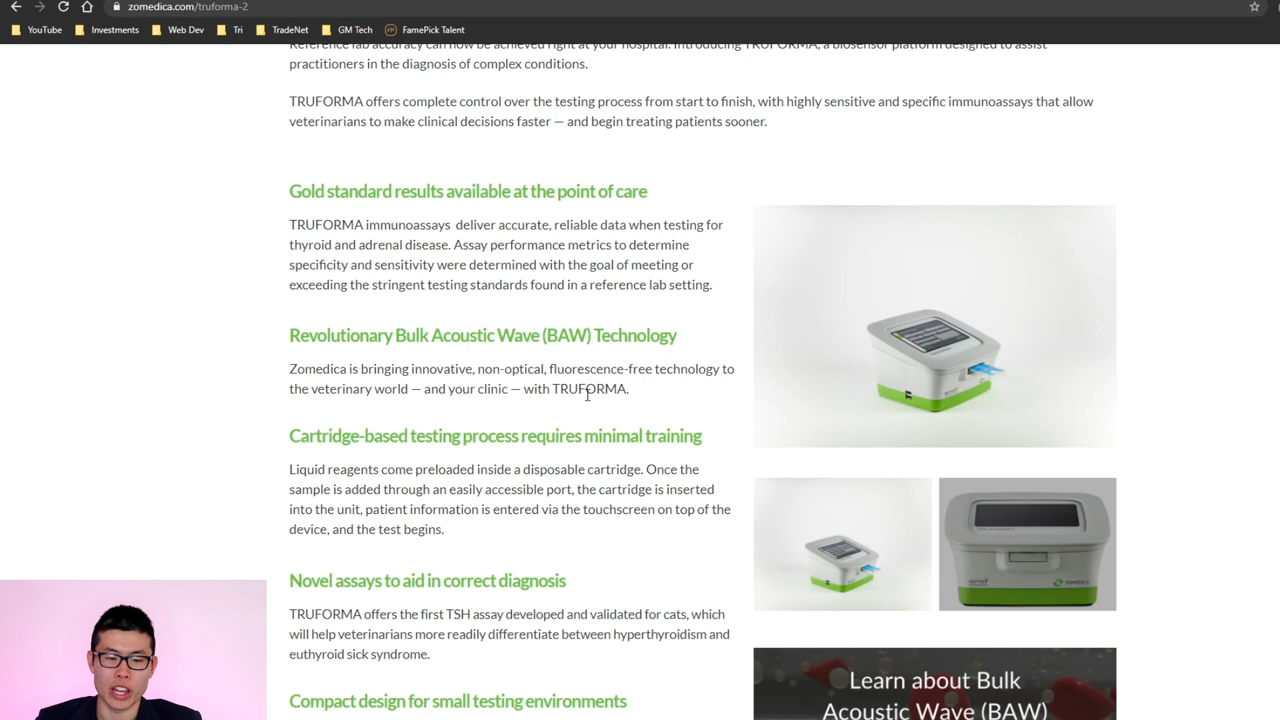 zomedica.com/truforma-2
YouTube
Investments
Web Dev
Tri
TradeNet
GM Tech
FamePick Talent
Reference lab accuracy can now be achieved right at your hospital. Introducing TRUFORMA, a biosensor platform designed to assist
practitioners in the diagnosis of complex conditions.
TRUFORMA offers complete control over the testing process from start to finish, with highly sensitive and specific immunoassays that allow
veterinarians to make clinical decisions faster — and begin treating patients sooner.
Gold standard results available at the point of care
TRUFORMA immunoassays deliver accurate, reliable data when testing for
thyroid and adrenal disease. Assay performance metrics to determine
specificity and sensitivity were determined with the goal of meeting or
exceeding the stringent testing standards found in a reference lab setting.
Revolutionary Bulk Acoustic Wave (BAW) Technology
Zomedica is bringing innovative, non-optical, fluorescence-free technology to
the veterinary world — and your clinic — with TRUFORMA.
Cartridge-based testing process requires minimal training
Liquid reagents come preloaded inside a disposable cartridge. Once the
sample is added through an easily accessible port, the cartridge is inserted
into the unit, patient information is entered via the touchscreen on top of the
device, and the test begins.
Novel assays to aid in correct diagnosis
TRUFORMA offers the first TSH assay developed and validated for cats, which
will help veterinarians more readily differentiate between hyperthyroidism and
euthyroid sick syndrome.
Compact design for small testing environments
ZOMEDICA
Learn about Bulk
Acoustic Wave (BAW)